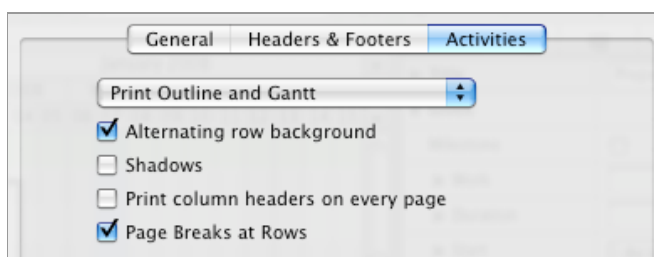 General Headers & Footers Activities
Print Outline and Gantt
Alternating row background
Shadows
Print column headers on every page
Page Breaks at Rows